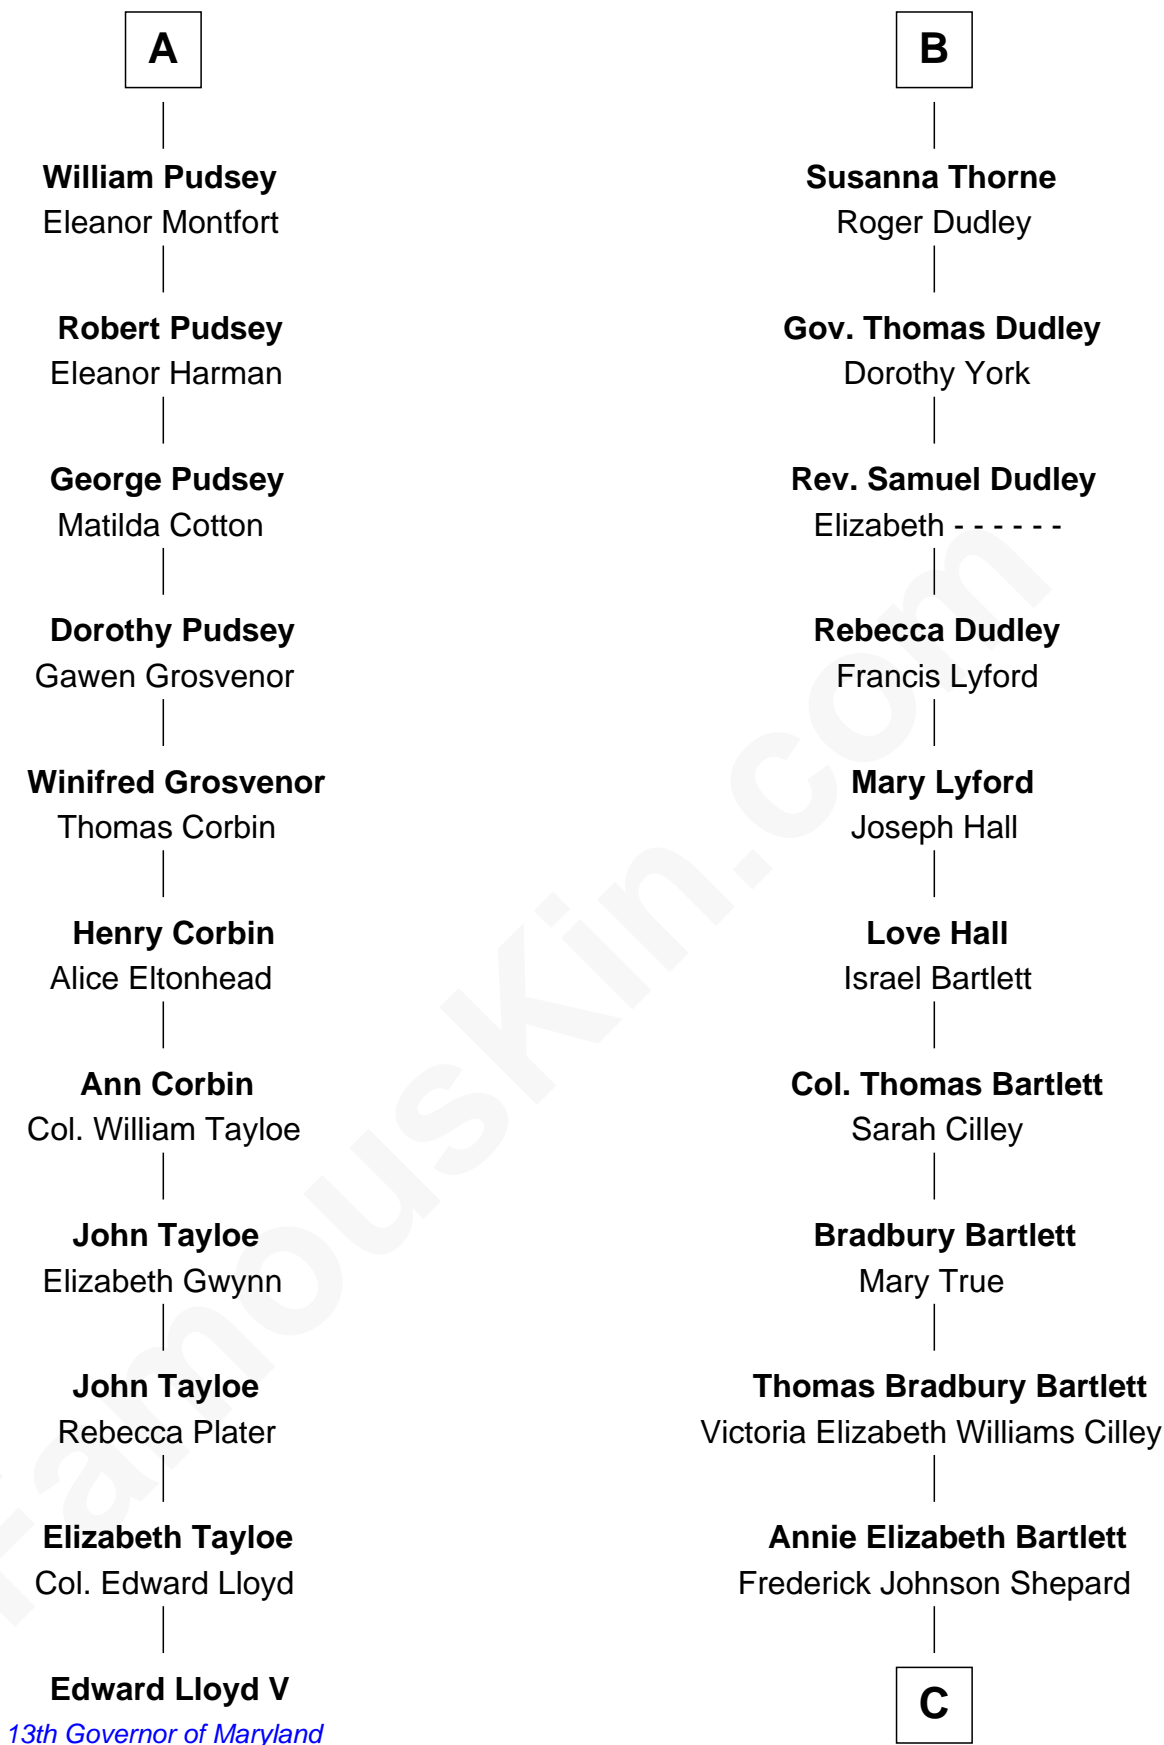 A
William Pudsey
Eleanor Montfort
Robert Pudsey
Eleanor Harman
George Pudsey
Matilda Cotton
Dorothy Pudsey
Gawen Grosvenor
Winifred Grosvenor
Thomas Corbin
Henry Corbin
Alice Eltonhead
Ann Corbin
Col. William Tayloe
John Tayloe
Elizabeth Gwynn
John Tayloe
Rebecca Plater
Elizabeth Tayloe
Col. Edward Lloyd
Edward Lloyd V
13th Governor of Maryland
B
Susanna Thorne
Roger Dudley
Gov. Thomas Dudley
Dorothy York
Rev. Samuel Dudley
Elizabeth - - - - - -
Rebecca Dudley
Francis Lyford
Mary Lyford
Joseph Hall
Love Hall
Israel Bartlett
Col. Thomas Bartlett
Sarah Cilley
Bradbury Bartlett
Mary True
Thomas Bradbury Bartlett
Victoria Elizabeth Williams Cilley
Annie Elizabeth Bartlett
Frederick Johnson Shepard
C
FamousKin.com